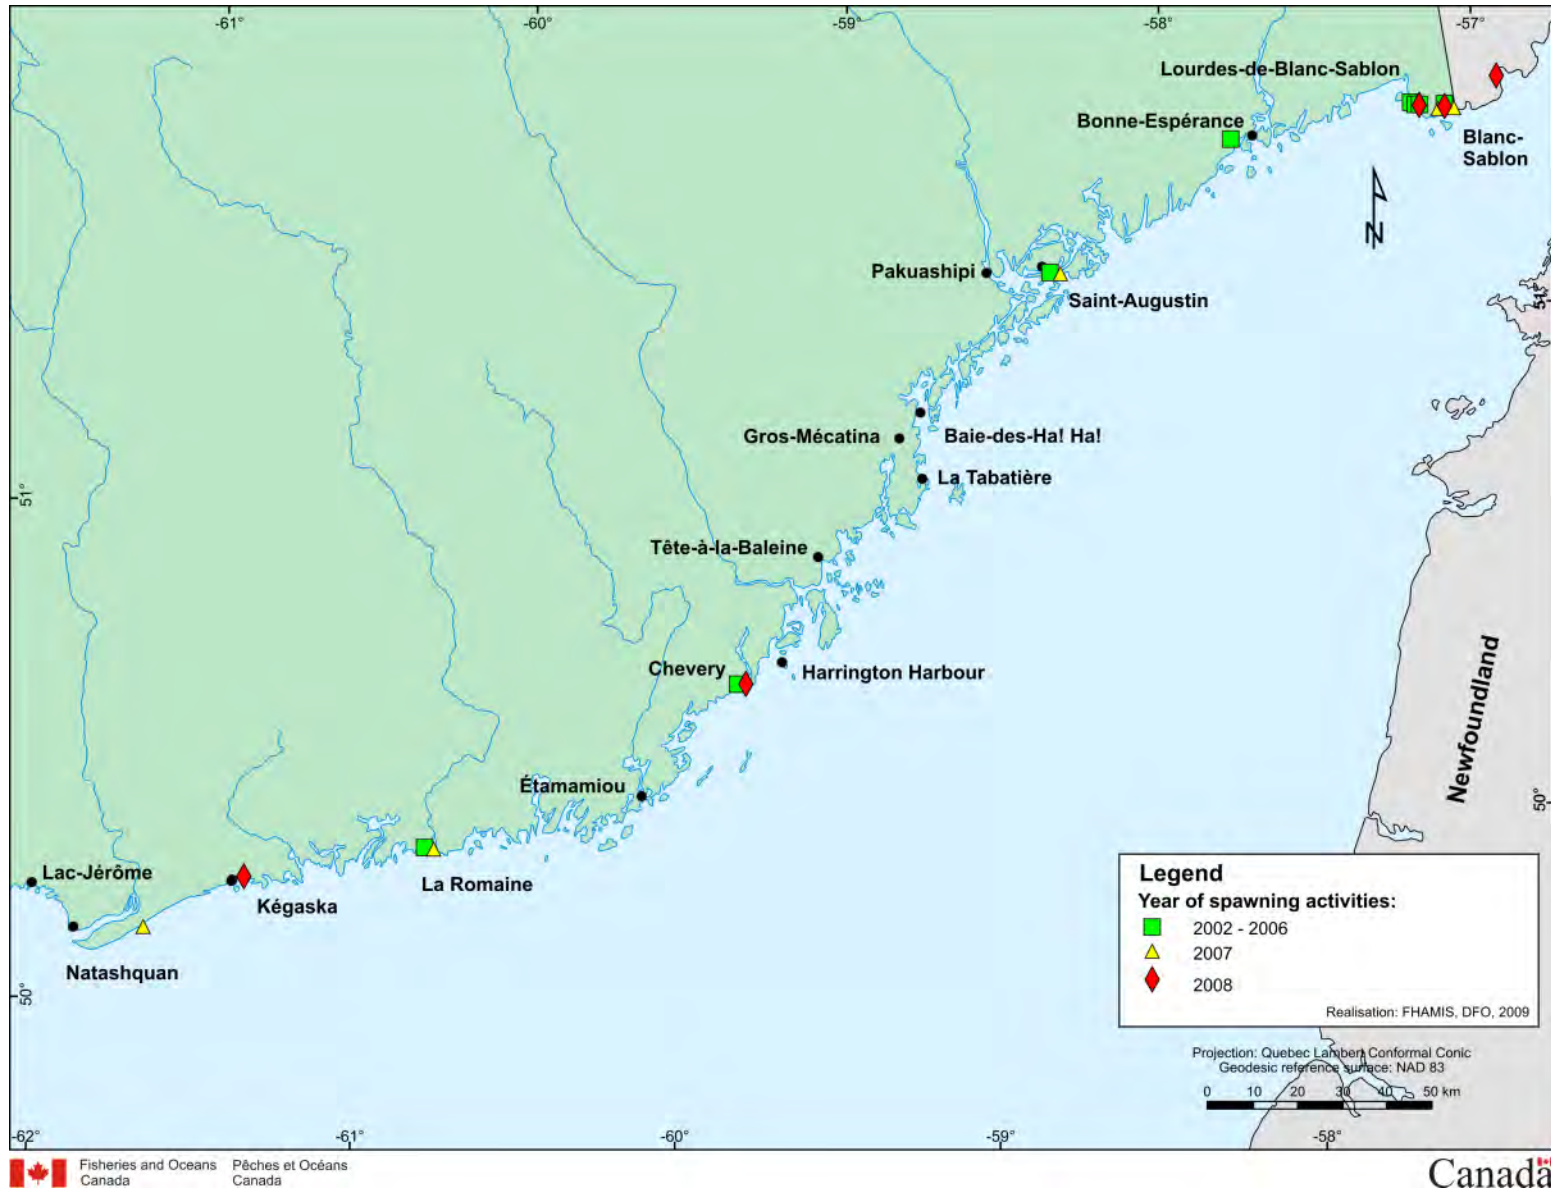 -61°
-60°
-59°
-58°
-57°
Lourdes-de-Blanc-Sablon
Bonne-Espérance
Blanc-
Sablon
N
Pakuashipi
Saint-Augustin
51°
Gros-Mécatina
Baie-des-Ha! Ha!
La Tabatière
51°
Tête-à-la-Baleine
Chevery
Harrington Harbour
Newfoundland
Étamamiou
50°
Lac-Jérôme
Kégaska
La Romaine
Natashquan
50°
Legend
Year of spawning activities:
2002 - 2006
2007
2008
Realisation: FHAMIS, DFO, 2009
Projection: Quebec Lambert Conformal Conic
Geodesic reference surface: NAD 83
0 10 20 30 40 50 km
-62°
-61°
-60°
-59°
-58°
Fisheries and Oceans
Canada
Pêches et Océans
Canada
Canada